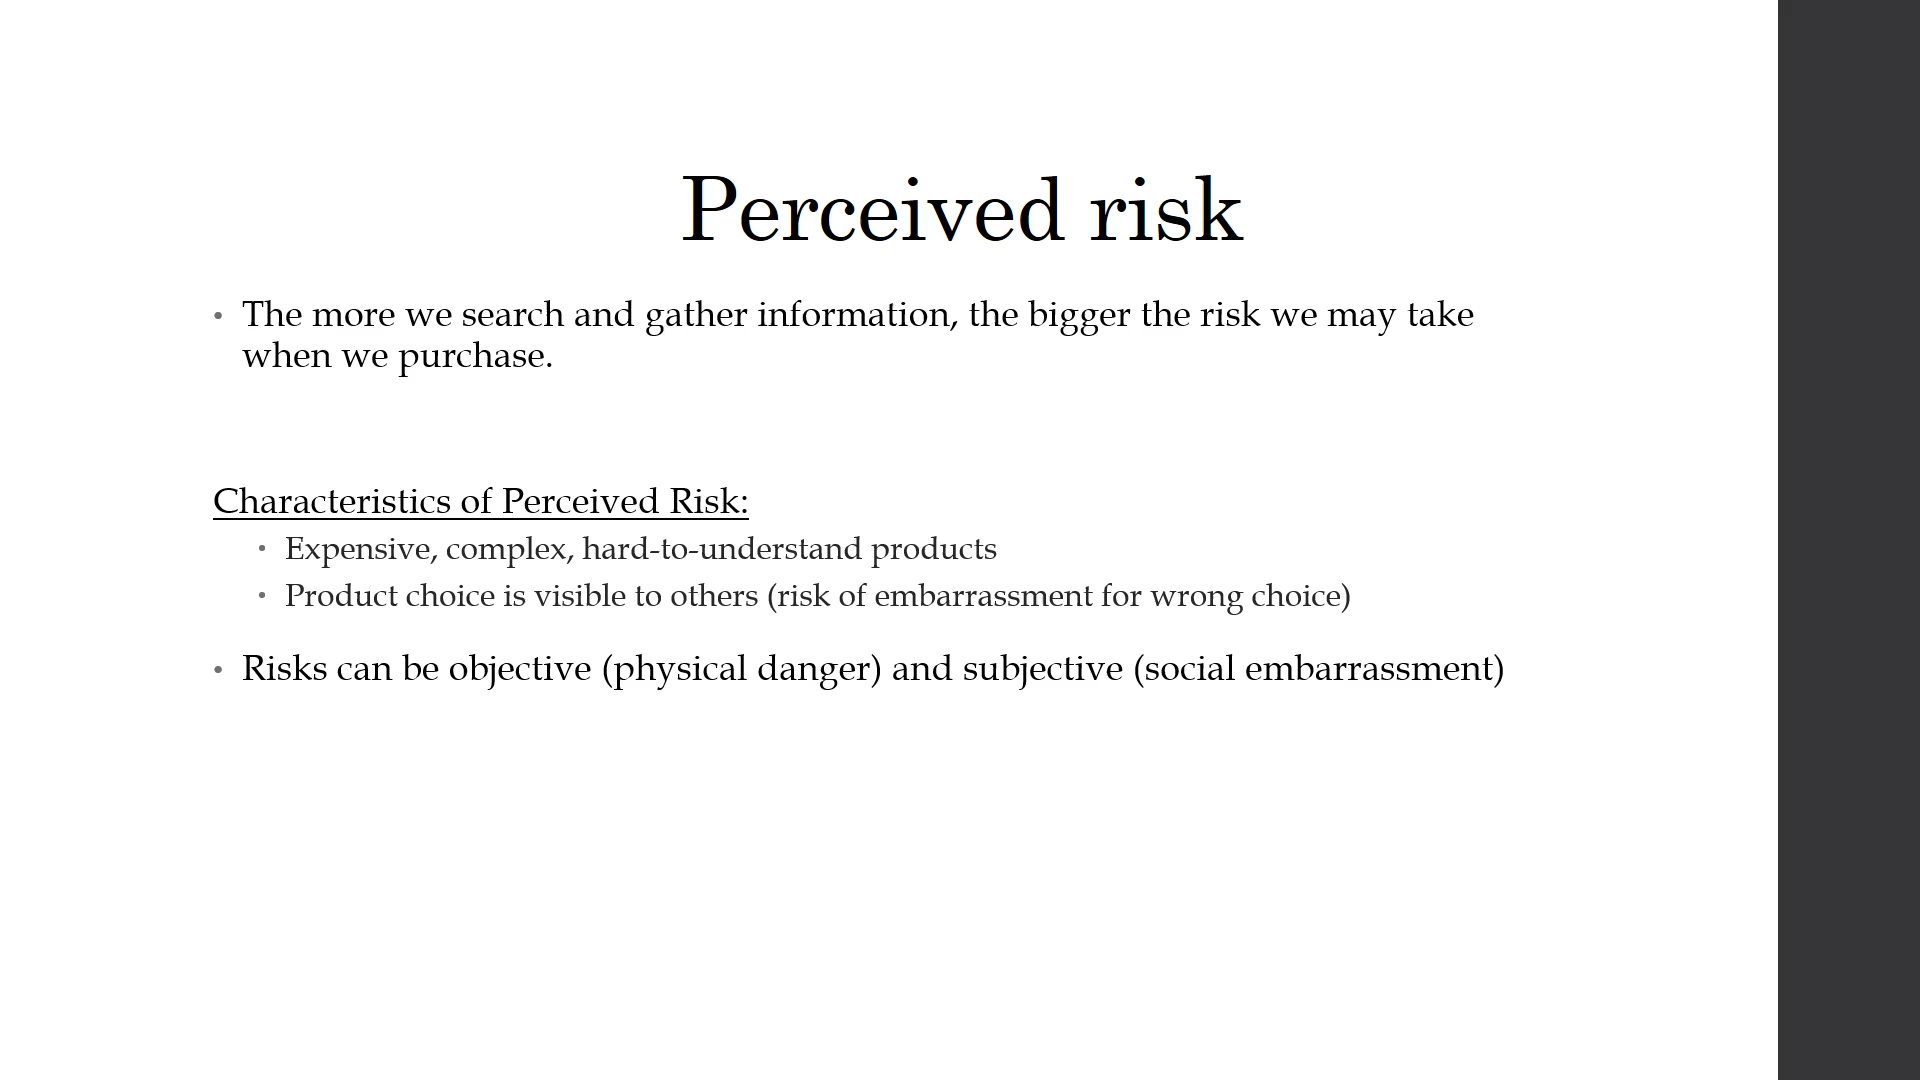 Perceived risk
• The more we search and gather information, the bigger the risk we may take
when we purchase.
Characteristics of Perceived Risk:
• Expensive, complex, hard-to-understand products
• Product choice is visible to others (risk of embarrassment for wrong choice)
• Risks can be objective (physical danger) and subjective (social embarrassment)